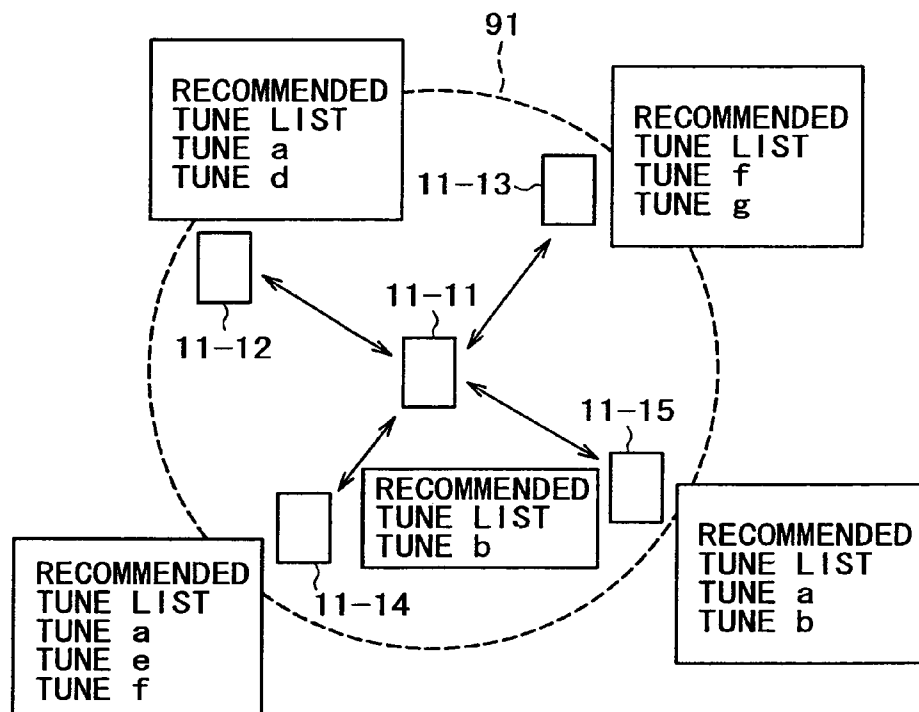 91
RECOMMENDED
TUNE LIST
TUNE a
TUNE d
RECOMMENDED
TUNE LIST
TUNE f
TUNE g
11-13
11-11
11-12
11-15
RECOMMENDED
TUNE LIST
TUNE b
RECOMMENDED
TUNE LIST
TUNE a
TUNE b
11-14
RECOMMENDED
TUNE LIST
TUNE a
TUNE e
TUNE f